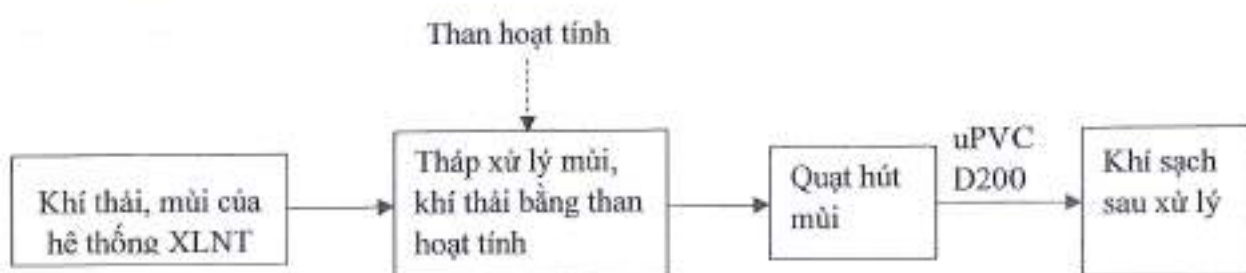 Than hoạt tính
Khí thải, mùi của
hệ thống XLNT
Tháp xử lý mùi,
khí thải bằng than
hoạt tính
Quạt hút
mùi
uPVC
D200
Khí sạch
sau xử lý